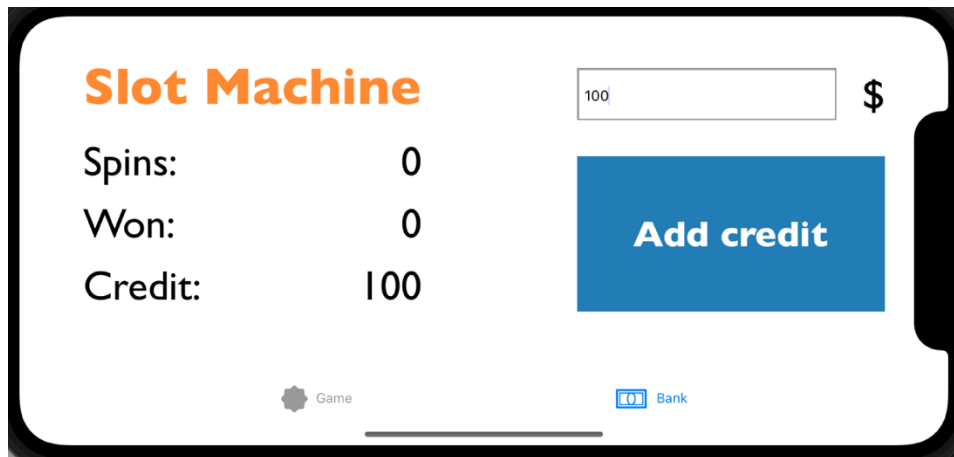 Slot Machine
Spins: 0
Won: 0
Credit: 100
100 $
Add credit
Game
Bank